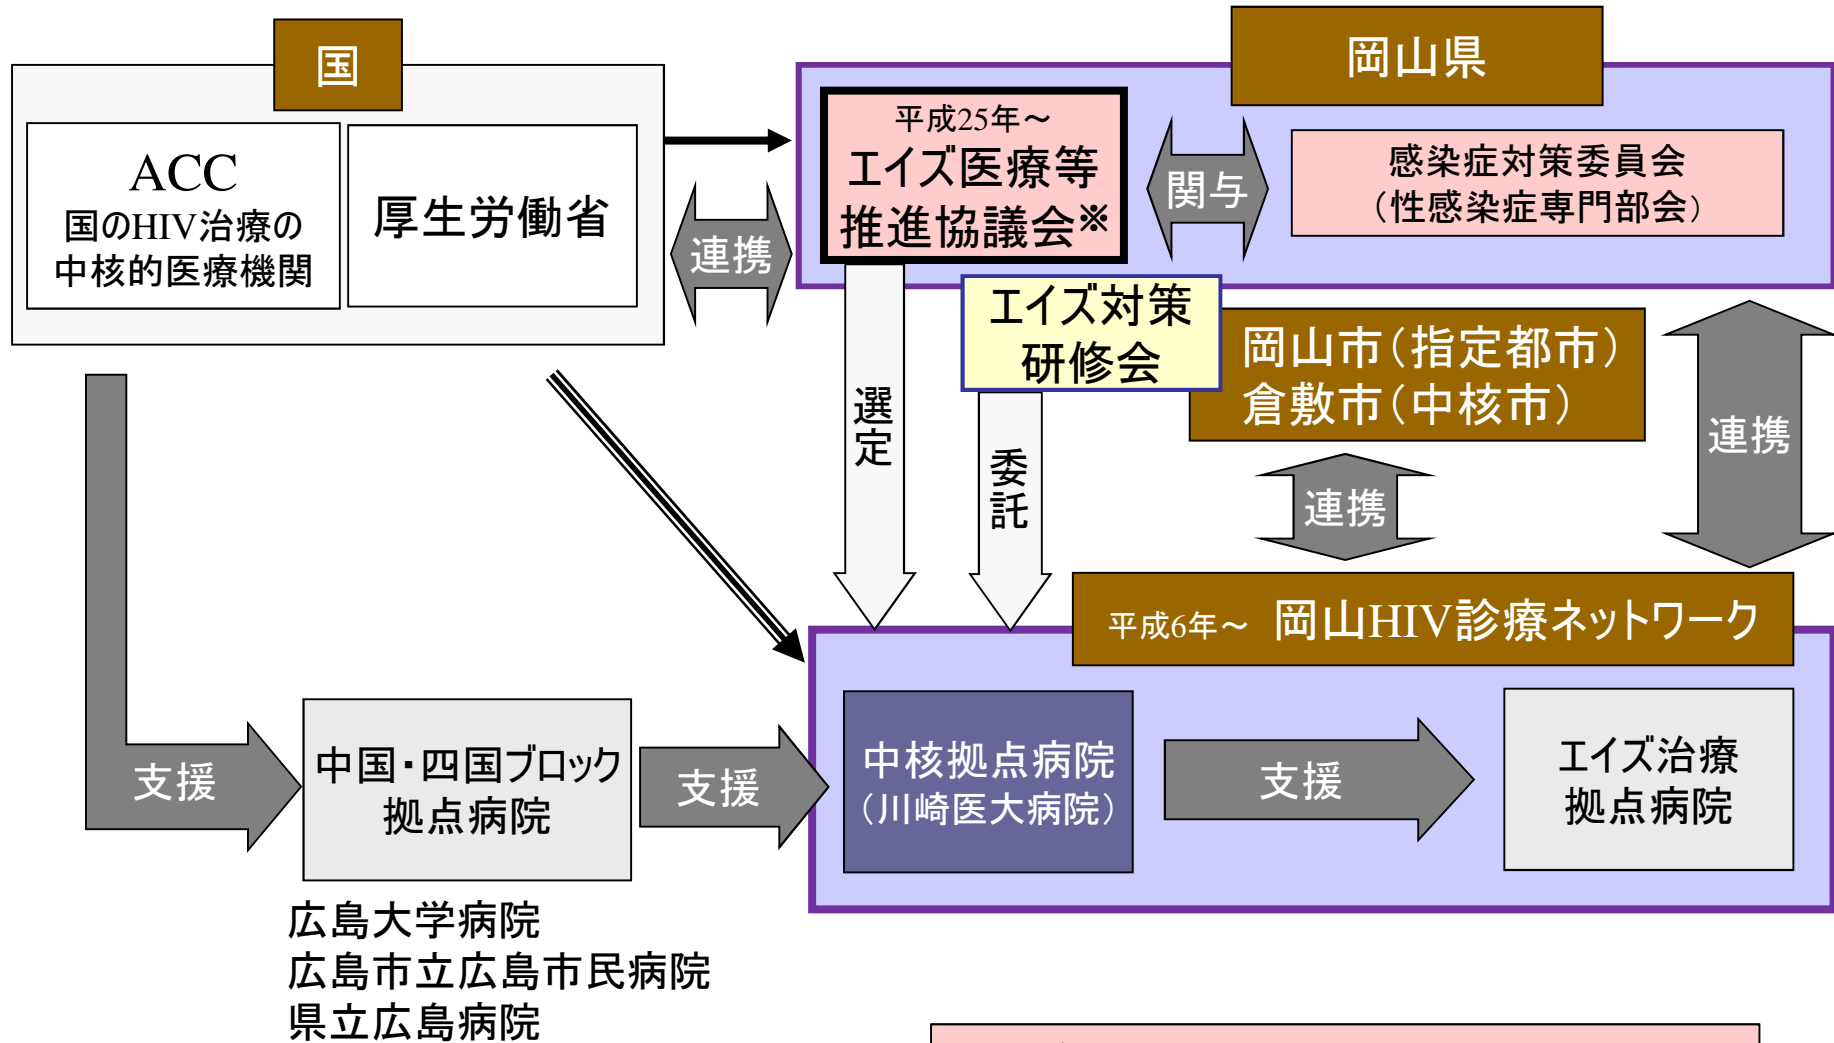 国
ACC
国のHIV治療の
中核的医療機関
厚生労働省
連携
岡山県
平成25年～
エイズ医療等
推進協議会※
関与
感染症対策委員会
（性感染症専門部会）
エイズ対策
研修会
岡山市（指定都市）
倉敷市（中核市）
選定
委託
連携
連携
平成6年～ 岡山HIV診療ネットワーク
支援
中国・四国ブロック
拠点病院
支援
中核拠点病院
（川崎医大病院）
支援
エイズ治療
拠点病院
広島大学病院
広島市立広島市民病院
県立広島病院